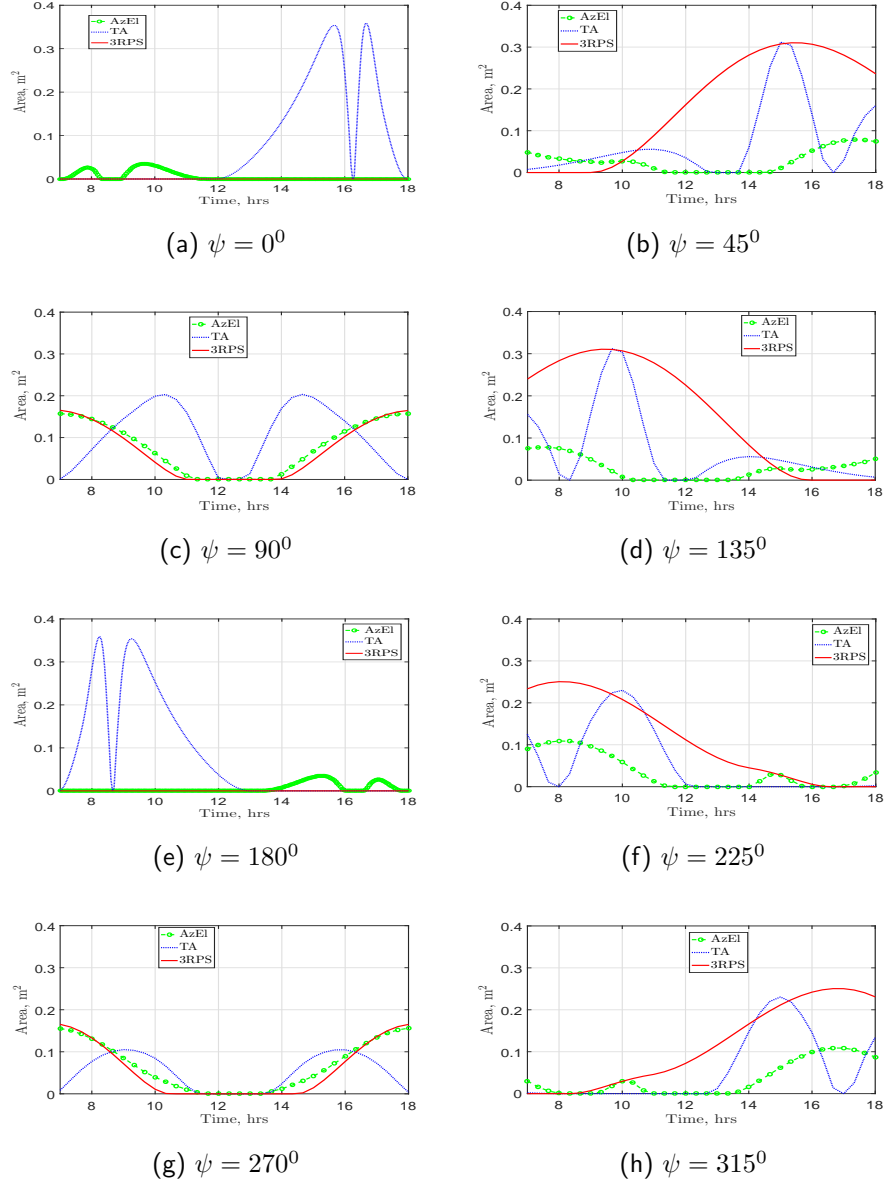 0.4
0.3
0.2
0.1
0
Area, m²
AzEl
TA
3RPS
8 10 12 14 16 18
Time, hrs
(a) ψ = 0⁰
0.4
0.3
0.2
0.1
0
Area, m²
AzEl
TA
3RPS
8 10 12 14 16 18
Time, hrs
(b) ψ = 45⁰
0.4
0.3
0.2
0.1
0
Area, m²
AzEl
TA
3RPS
8 10 12 14 16 18
Time, hrs
(c) ψ = 90⁰
0.4
0.3
0.2
0.1
0
Area, m²
AzEl
TA
3RPS
8 10 12 14 16 18
Time, hrs
(d) ψ = 135⁰
0.4
0.3
0.2
0.1
0
Area, m²
AzEl
TA
3RPS
8 10 12 14 16 18
Time, hrs
(e) ψ = 180⁰
0.4
0.3
0.2
0.1
0
Area, m²
AzEl
TA
3RPS
8 10 12 14 16 18
Time, hrs
(f) ψ = 225⁰
0.4
0.3
0.2
0.1
0
Area, m²
AzEl
TA
3RPS
8 10 12 14 16 18
Time, hrs
(g) ψ = 270⁰
0.4
0.3
0.2
0.1
0
Area, m²
AzEl
TA
3RPS
8 10 12 14 16 18
Time, hrs
(h) ψ = 315⁰